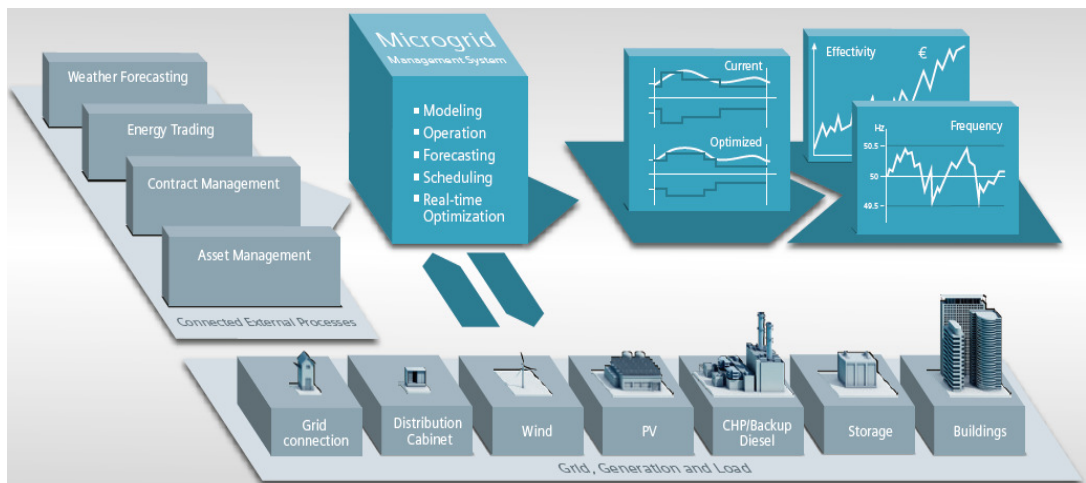 Weather Forecasting
Energy Trading
Contract Management
Asset Management
Connected External Processes
Microgrid
Management System
Modeling
Operation
Forecasting
Scheduling
Real-time
Optimization
Current
Optimized
Effectivity €
Hz Frequency
50.5
50
49.5
Grid
connection
Distribution
Cabinet
Wind
PV
CHP/Backup
Diesel
Storage
Buildings
Grid, Generation and Load